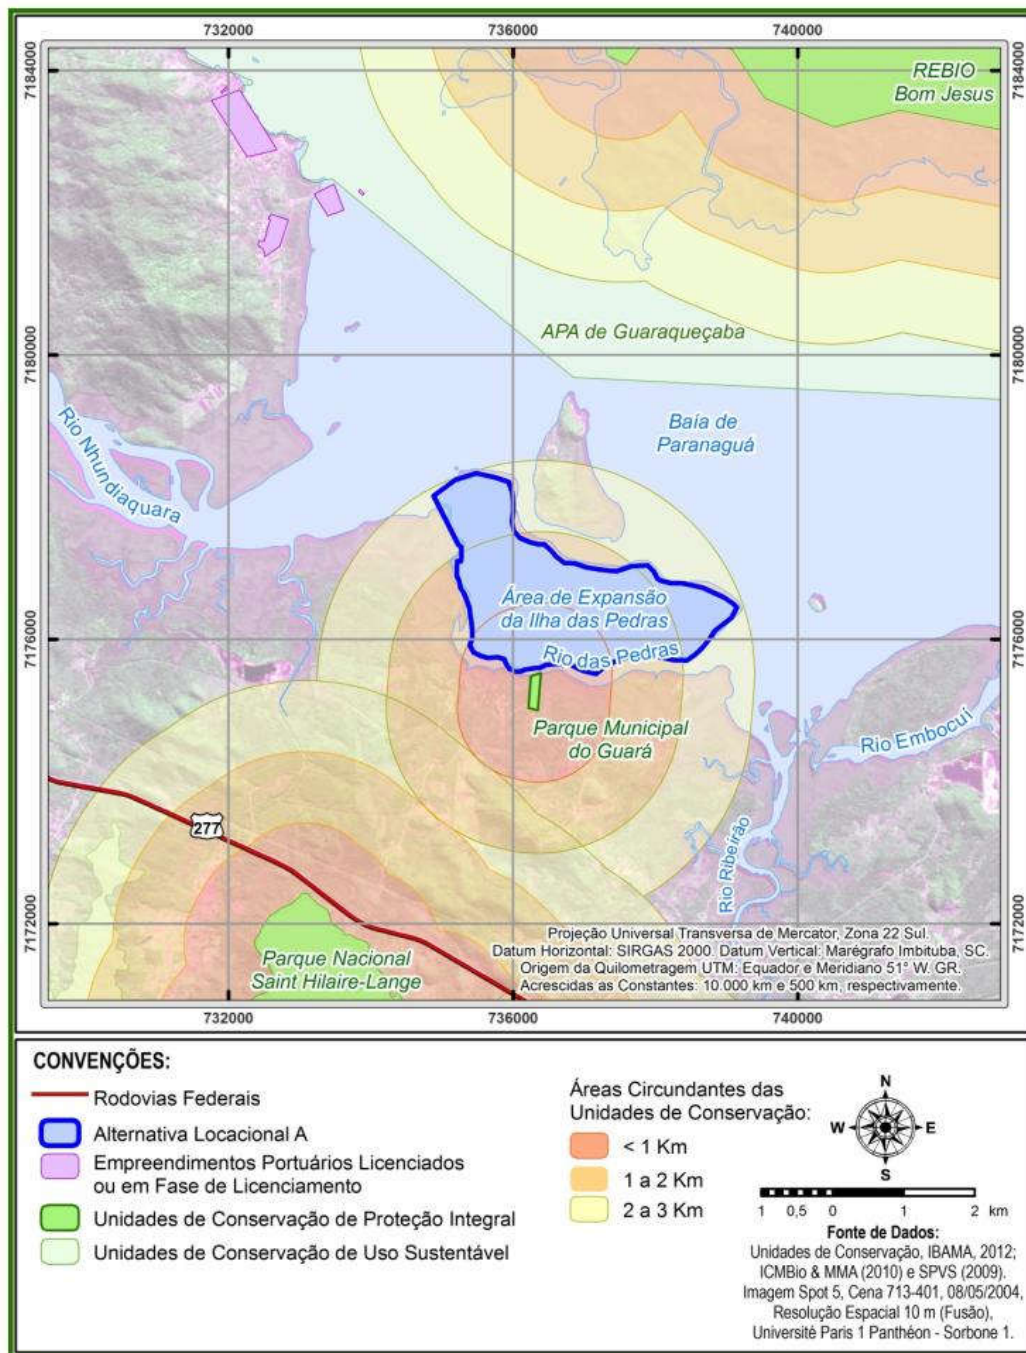 732000
736000
740000
7184000
7184000
REBIO
Bom Jesus
APA de Guaraqueçaba
7180000
7180000
Rio Nhundiaquara
Baía de
Paranaguá
Área de Expansão
da Ilha das Pedras
Rio das Pedras
7176000
7176000
Parque Municipal
do Guará
Rio Embocuí
277
Rio Ribeirão
7172000
7172000
Parque Nacional
Saint Hilaire-Lange
Projeção Universal Transversa de Mercator, Zona 22 Sul.
Datum Horizontal: SIRGAS 2000. Datum Vertical: Marégrafo Imbituba, SC.
Origem da Quilometragem UTM: Equador e Meridiano 51° W. GR.
Acrescidas as Constantes: 10.000 km e 500 km, respectivamente.
732000
736000
740000
CONVENÇÕES:
Rodovias Federais
Alternativa Locacional A
Empreendimentos Portuários Licenciados
ou em Fase de Licenciamento
Unidades de Conservação de Proteção Integral
Unidades de Conservação de Uso Sustentável
Áreas Circundantes das
Unidades de Conservação:
< 1 Km
1 a 2 Km
2 a 3 Km
N
W E
S
1 0,5 0 1 2 km
Fonte de Dados:
Unidades de Conservação, IBAMA, 2012;
ICMBio & MMA (2010) e SPVS (2009).
Imagem Spot 5, Cena 713-401, 08/05/2004,
Resolução Espacial 10 m (Fusão),
Université Paris 1 Panthéon - Sorbone 1.